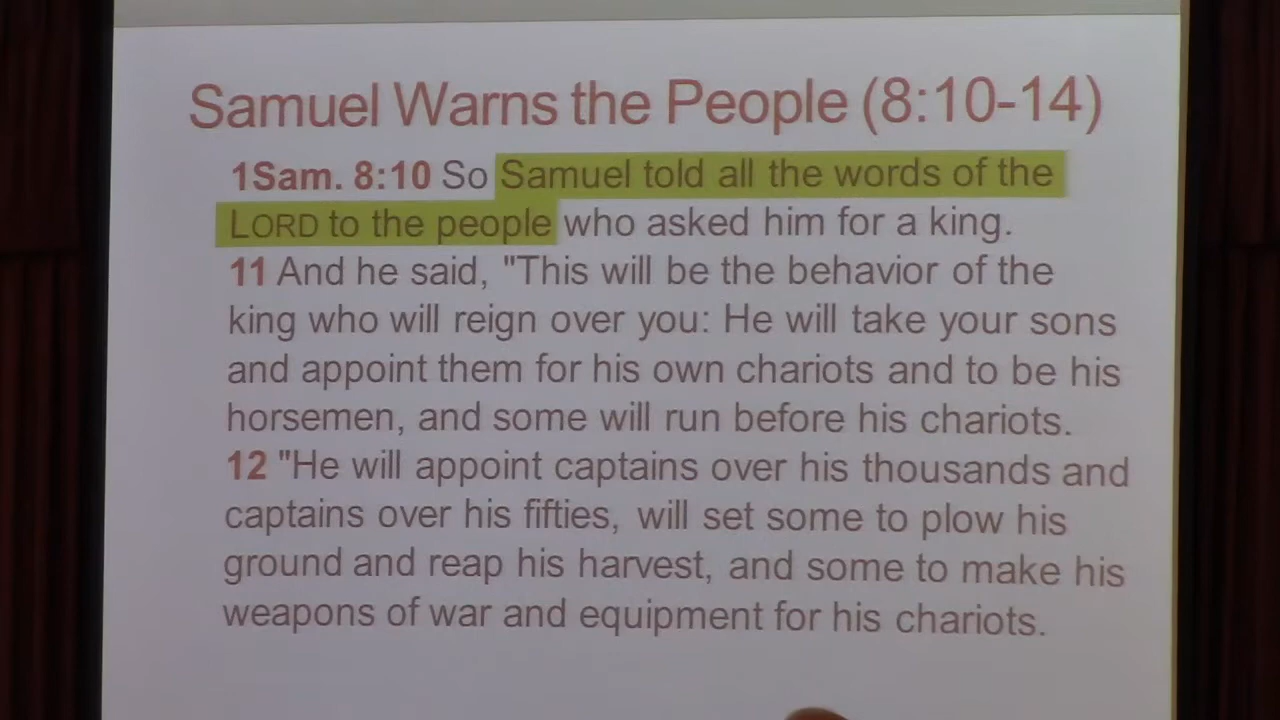 Samuel Warns the People (8:10-14)
1Sam. 8:10 So Samuel told all the words of the
LORD to the people who asked him for a king.
11 And he said, "This will be the behavior of the
king who will reign over you: He will take your sons
and appoint them for his own chariots and to be his
horsemen, and some will run before his chariots.
12 "He will appoint captains over his thousands and
captains over his fifties, will set some to plow his
ground and reap his harvest, and some to make his
weapons of war and equipment for his chariots.